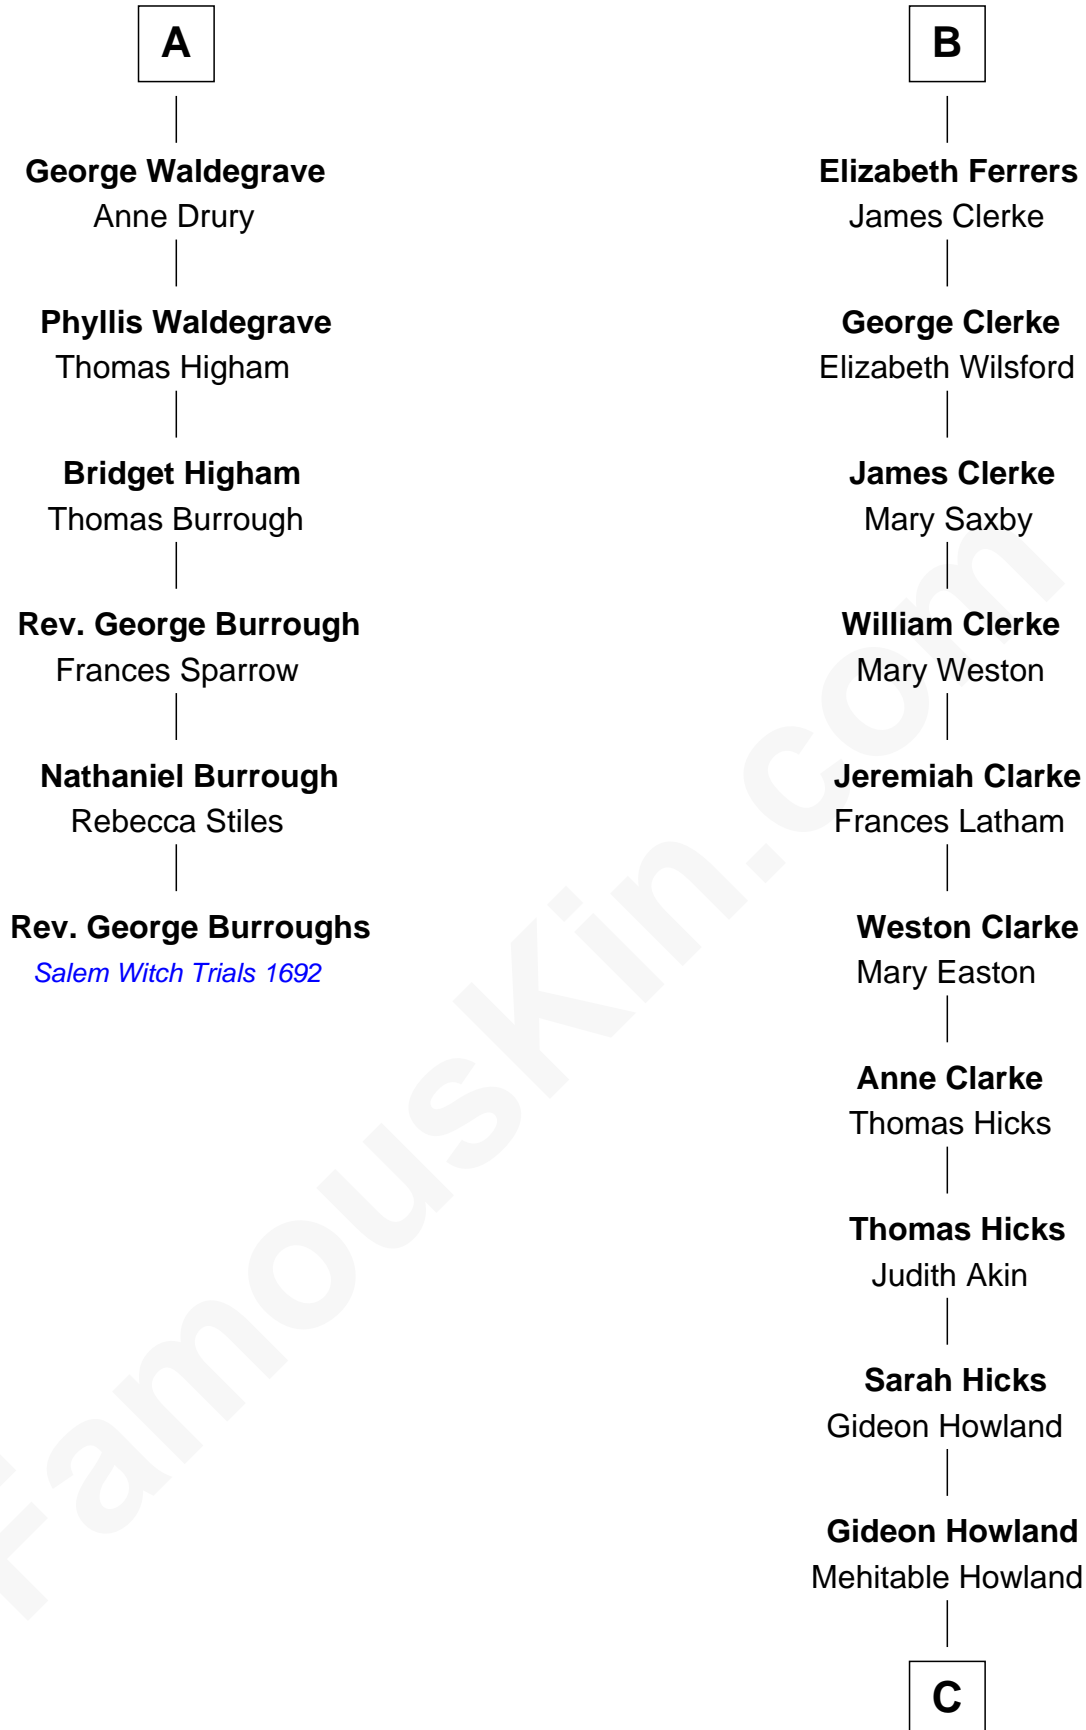 A
George Waldegrave
Anne Drury
Phyllis Waldegrave
Thomas Higham
Bridget Higham
Thomas Burrough
Rev. George Burrough
Frances Sparrow
Nathaniel Burrough
Rebecca Stiles
Rev. George Burroughs
Salem Witch Trials 1692
B
Elizabeth Ferrers
James Clerke
George Clerke
Elizabeth Wilsford
James Clerke
Mary Saxby
William Clerke
Mary Weston
Jeremiah Clarke
Frances Latham
Weston Clarke
Mary Easton
Anne Clarke
Thomas Hicks
Thomas Hicks
Judith Akin
Sarah Hicks
Gideon Howland
Gideon Howland
Mehitable Howland
C
FamousKin.com